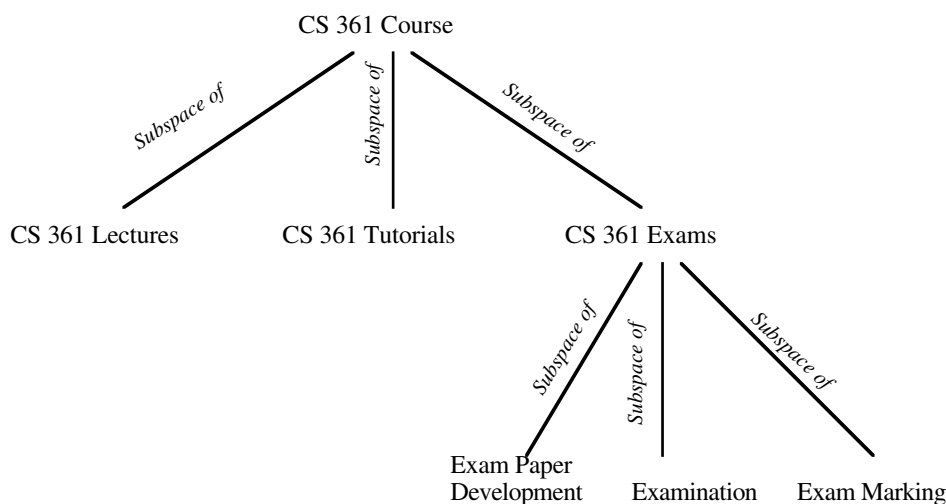 CS 361 Course
Subspace of
Subspace of
Subspace of
CS 361 Lectures
CS 361 Tutorials
CS 361 Exams
Subspace of
Subspace of
Subspace of
Exam Paper
Development
Examination
Exam Marking